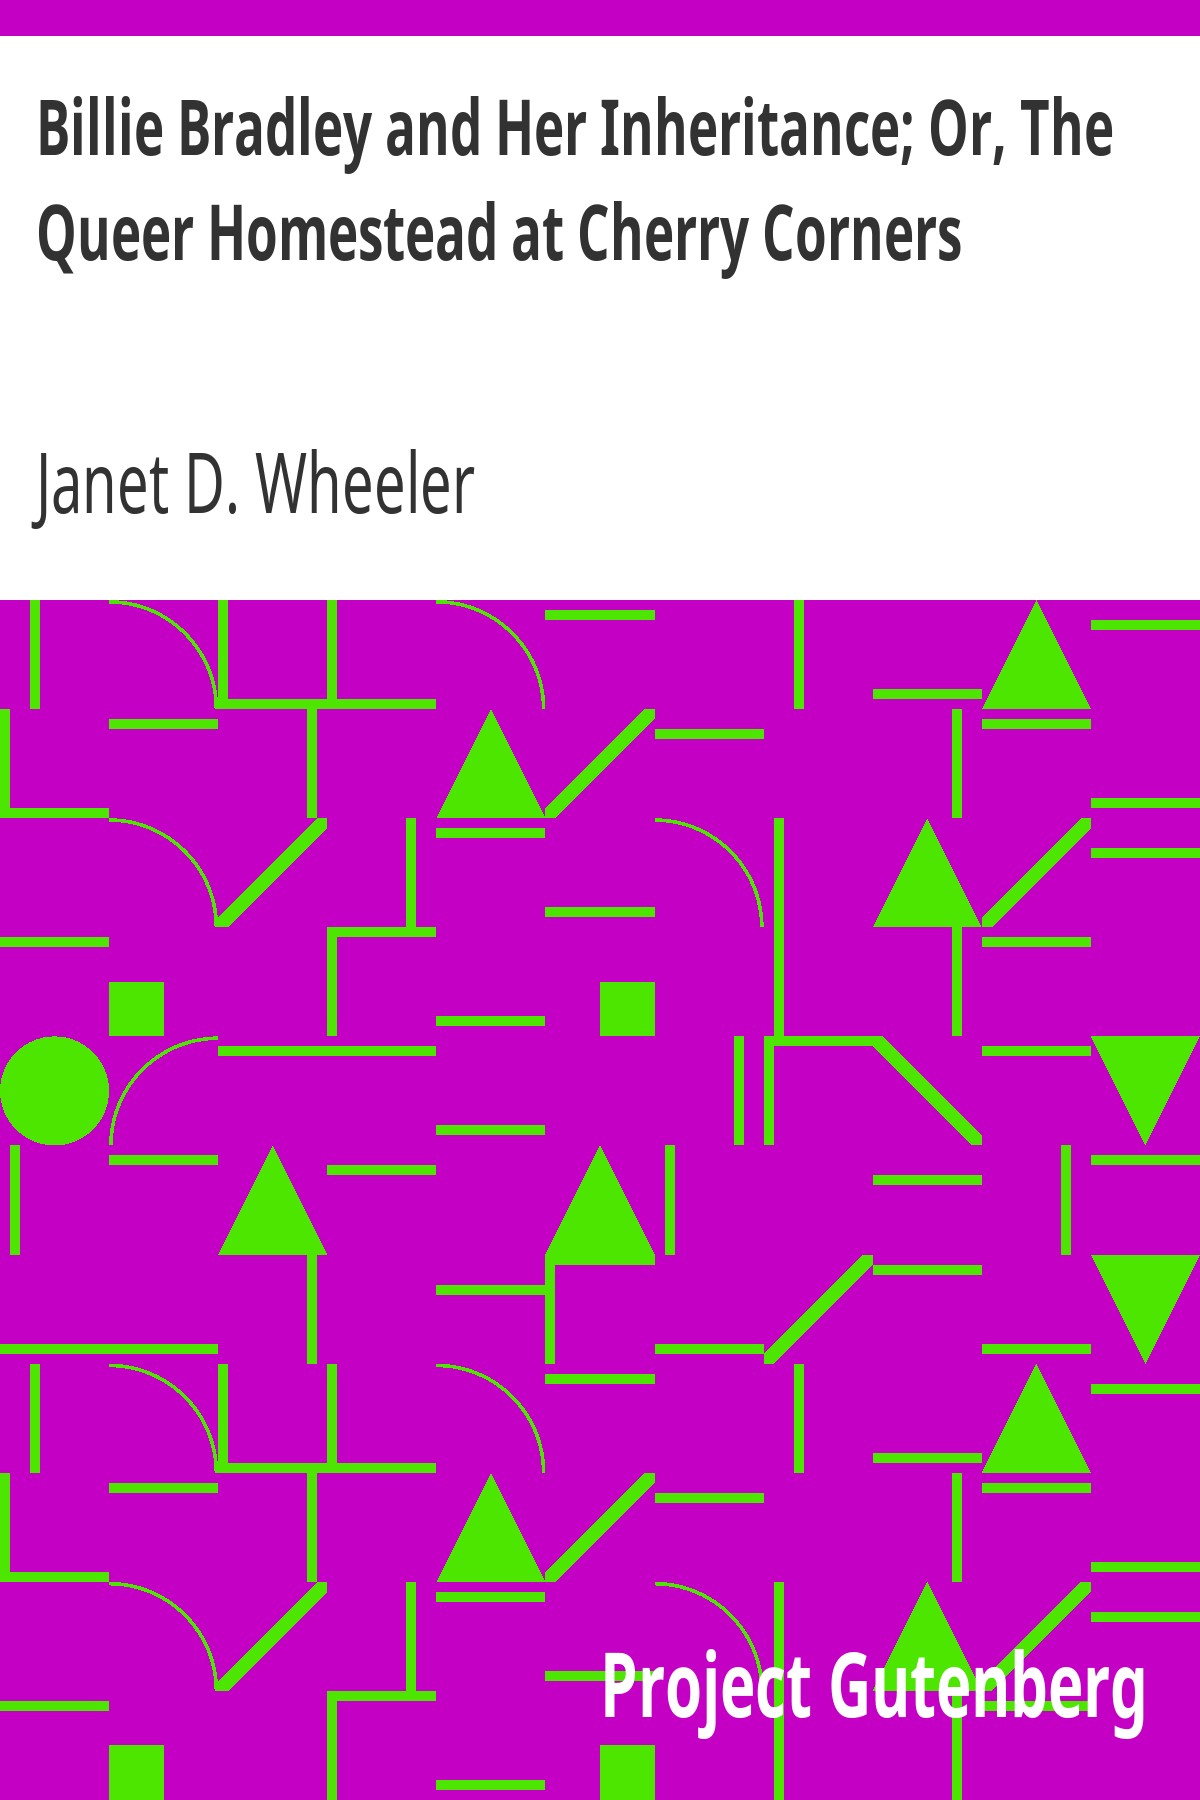 Billie Bradley and Her Inheritance; Or, The
Queer Homestead at Cherry Corners
Janet D. Wheeler
Project Gutenberg